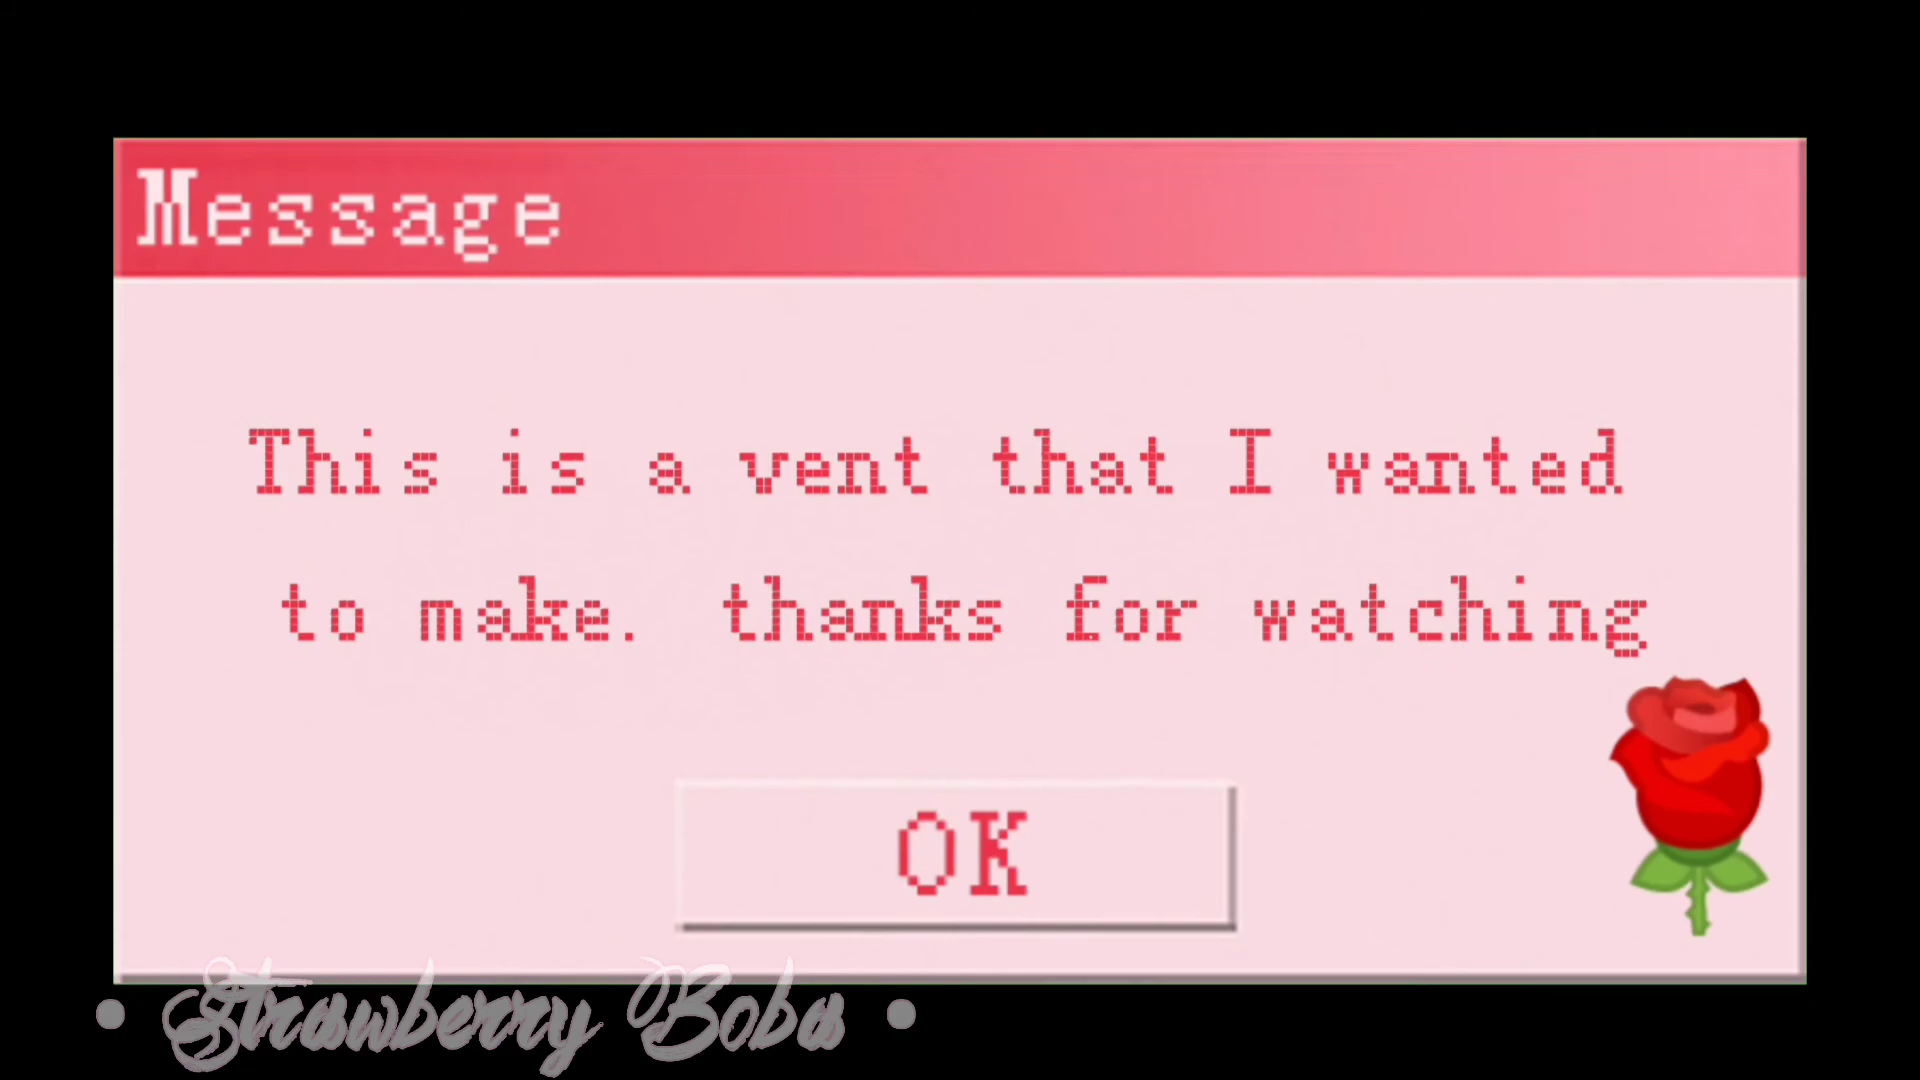 Message
This is a vent that I wanted
to make. thanks for watching
OK
• Strawberry Boba •